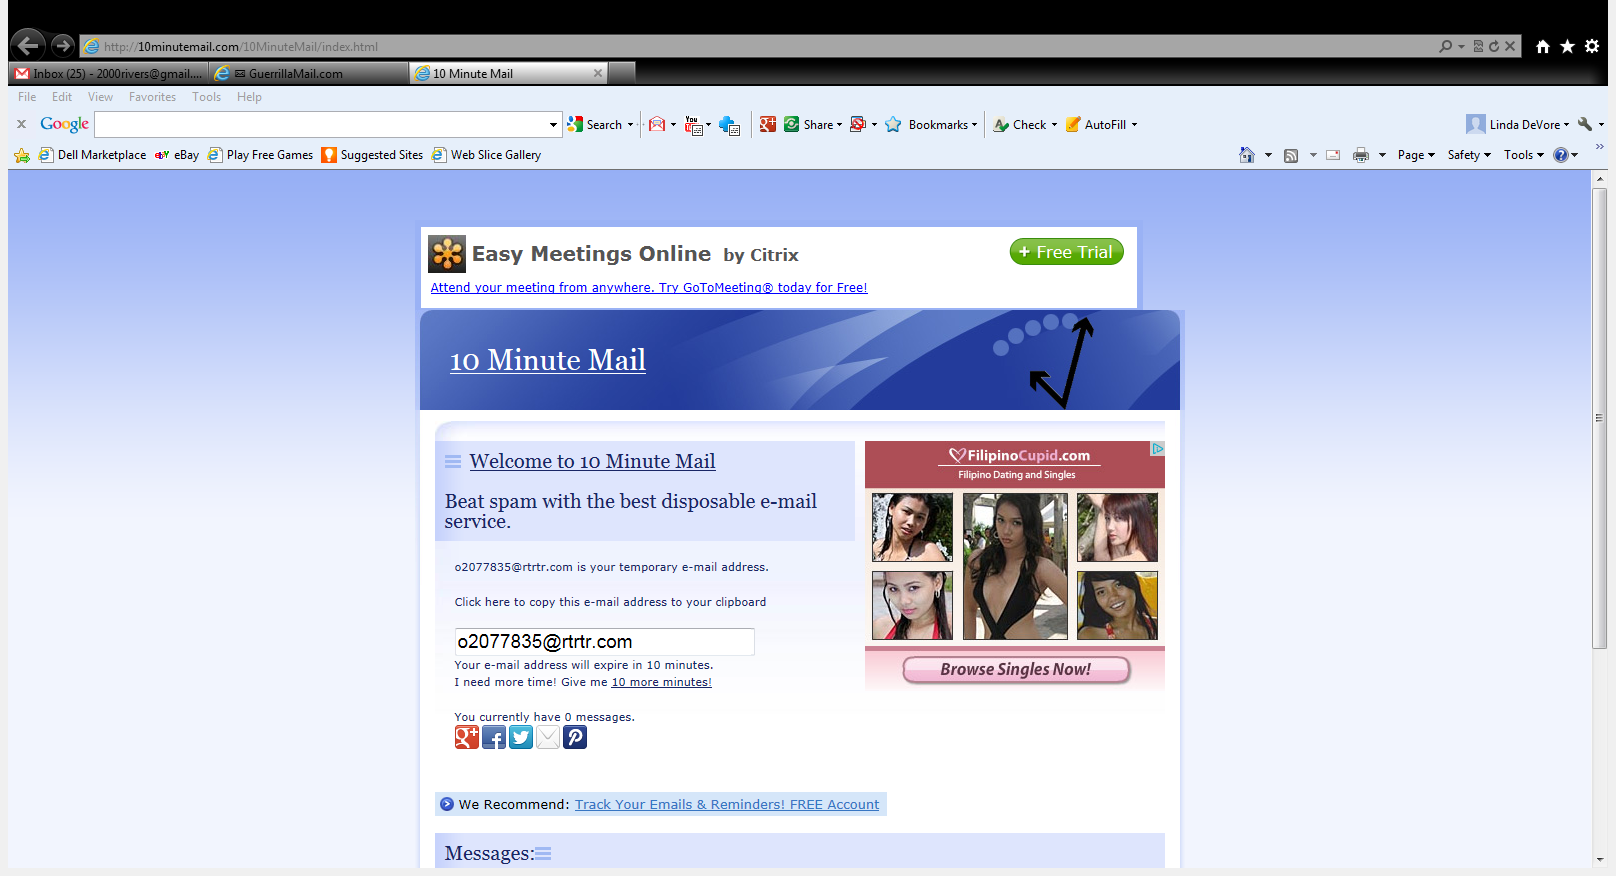 http://10minutemail.com/10MinuteMail/index.html
Inbox (25) - 2000rivers@gmail....
GuerrillaMail.com
10 Minute Mail
File Edit View Favorites Tools Help
x Google Search Share Bookmarks Check AutoFill Linda DeVore
Dell Marketplace eBay Play Free Games Suggested Sites Web Slice Gallery Page Safety Tools
Easy Meetings Online by Citrix
+ Free Trial
Attend your meeting from anywhere. Try GoToMeeting® today for Free!
10 Minute Mail
Welcome to 10 Minute Mail
Beat spam with the best disposable e-mail
service.
o2077835@rtrtr.com is your temporary e-mail address.
Click here to copy this e-mail address to your clipboard
o2077835@rtrtr.com
Your e-mail address will expire in 10 minutes.
I need more time! Give me 10 more minutes!
You currently have 0 messages.
FilipinoCupid.com
Filipino Dating and Singles
Browse Singles Now!
We Recommend: Track Your Emails & Reminders! FREE Account
Messages: